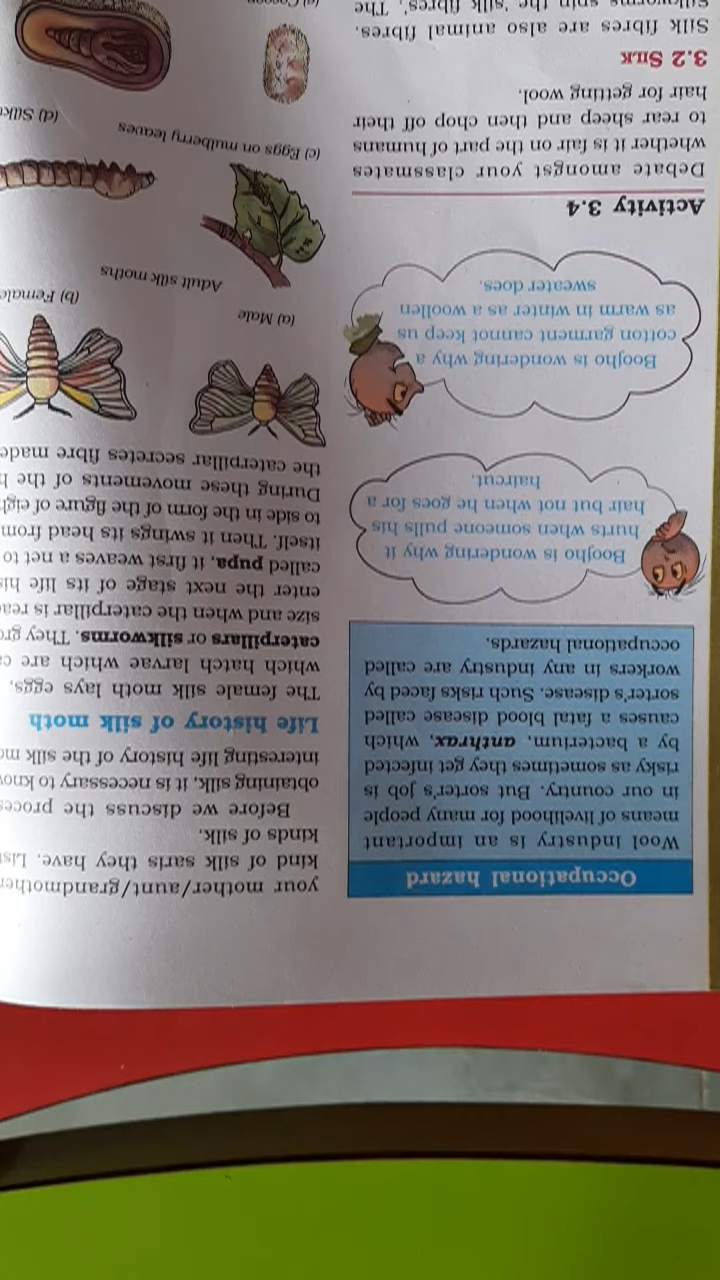 Occupational hazard
Wool industry is an important
means of livelihood for many people
in our country. But sorter's job is
risky as sometimes they get infected
by a bacterium, anthrax, which
causes a fatal blood disease called
sorter's disease. Such risks faced by
workers in any industry are called
occupational hazards.
Boojho is wondering why it
hurts when someone pulls his
hair but not when he goes for a
haircut.
Boojho is wondering why a
cotton garment cannot keep us
as warm in winter as a woollen
sweater does.
Activity 3.4
Debate amongst your classmates
whether it is fair on the part of humans
to rear sheep and then chop off their
hair for getting wool.
3.2 SILK
Silk fibres are also animal fibres.
Silkworms spin the 'silk fibres'. The
your mother/aunt/grandmother
kind of silk saris they have. List
kinds of silk.
Before we discuss the
obtaining silk, it is necessary to
interesting life history of the silk
Life history of silk moth
The female silk moth lays eggs,
which hatch larvae which are
caterpillars or silkworms. They
size and when the caterpillar is
enter the next stage of its life
called pupa, it first weaves a net to
itself. Then it swings its head from
to side in the form of the figure of
During these movements of the
the caterpillar secretes fibre made
(a) Male
(b) Female
Adult silk moths
(c) Eggs on mulberry leaves
(d)
(e) Cocoon